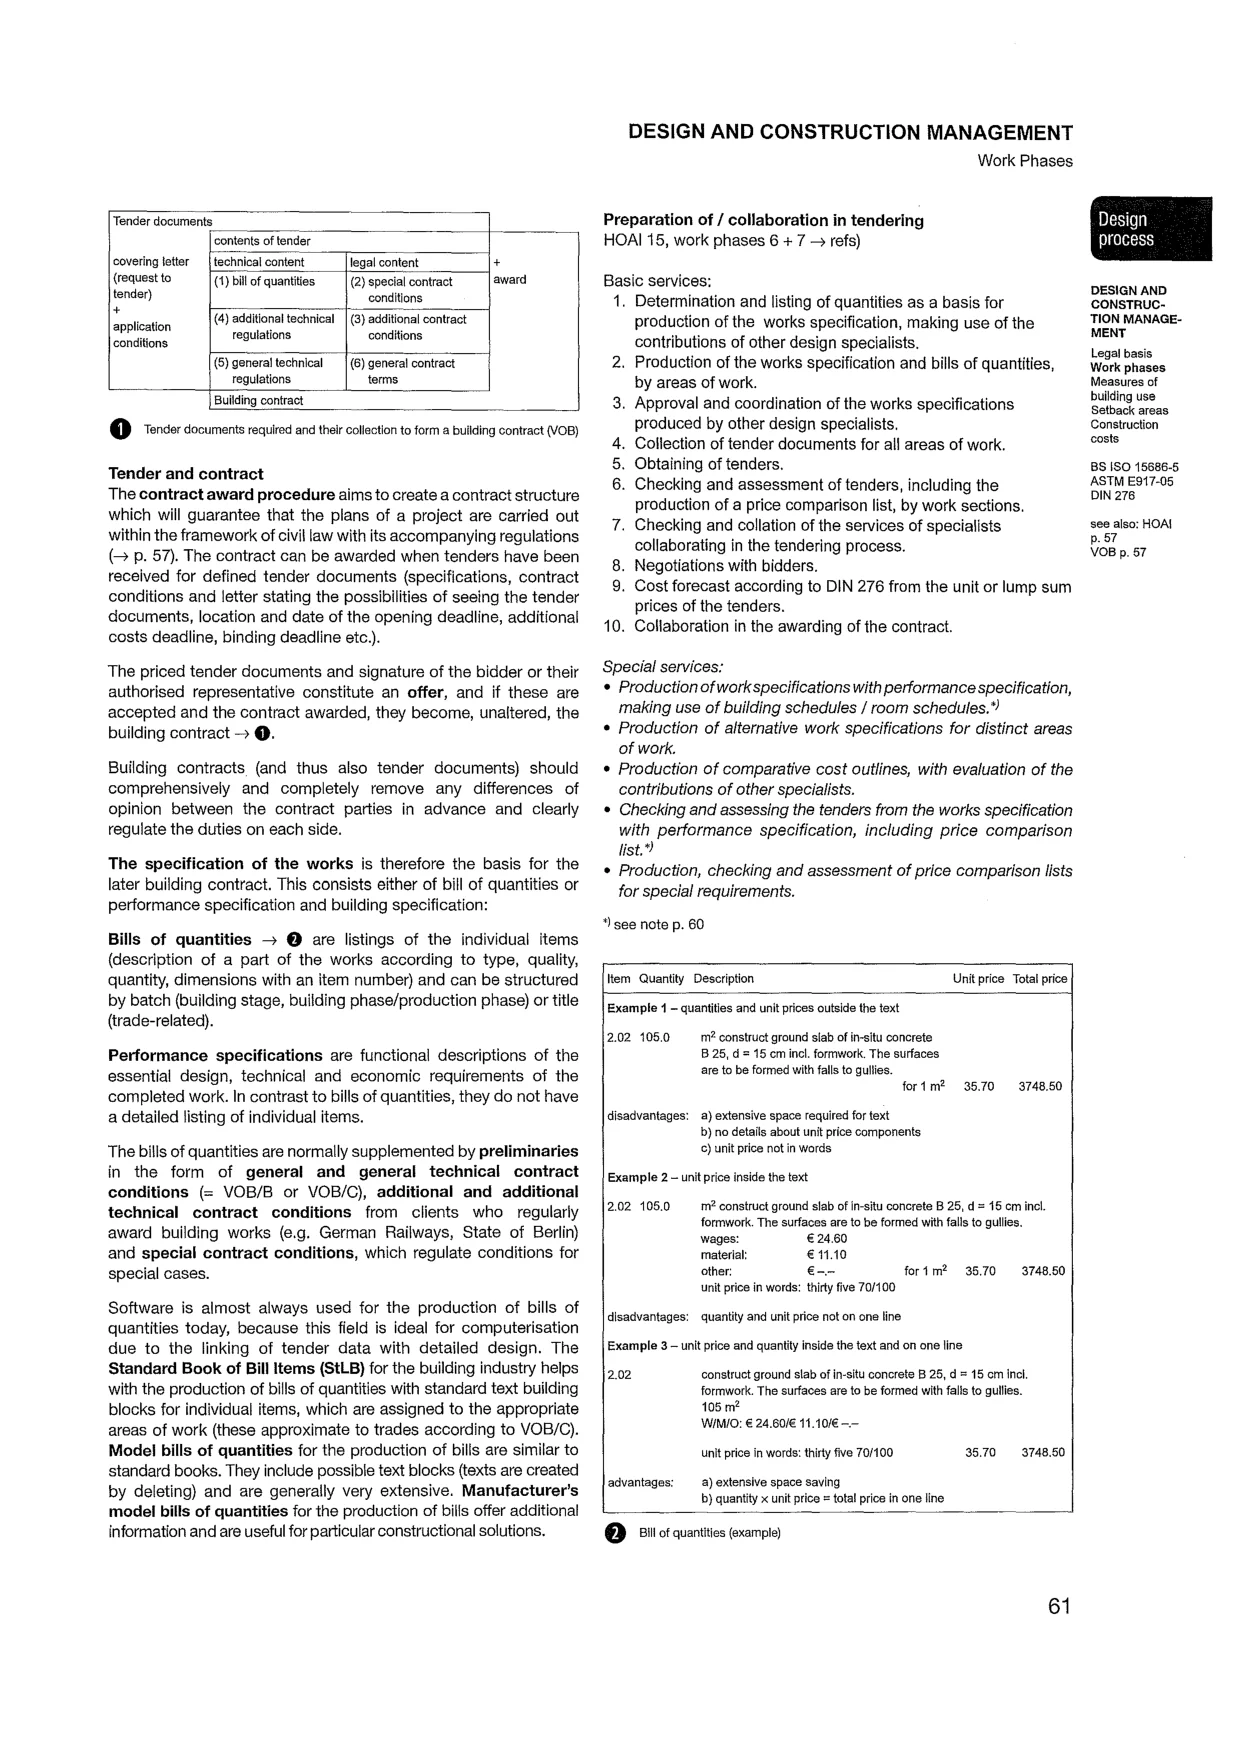 DESIGN AND CONSTRUCTION MANAGEMENT
Work Phases
Tender documents
contents of tender
covering letter
(request to
tender)
+
application
conditions
technical content
legal content
(1) bill of quantities
(2) special contract
conditions
(4) additional technical
regulations
(3) additional contract
conditions
(5) general technical
regulations
(6) general contract
terms
+
award
Building contract
1 Tender documents required and their collection to form a building contract (VOB)
Tender and contract
The contract award procedure aims to create a contract structure
which will guarantee that the plans of a project are carried out
within the framework of civil law with its accompanying regulations
(→ p. 57). The contract can be awarded when tenders have been
received for defined tender documents (specifications, contract
conditions and letter stating the possibilities of seeing the tender
documents, location and date of the opening deadline, additional
costs deadline, binding deadline etc.).
The priced tender documents and signature of the bidder or their
authorised representative constitute an offer, and if these are
accepted and the contract awarded, they become, unaltered, the
building contract → 1.
Building contracts (and thus also tender documents) should
comprehensively and completely remove any differences of
opinion between the contract parties in advance and clearly
regulate the duties on each side.
The specification of the works is therefore the basis for the
later building contract. This consists either of bill of quantities or
performance specification and building specification:
Bills of quantities → 2 are listings of the individual items
(description of a part of the works according to type, quality,
quantity, dimensions with an item number) and can be structured
by batch (building stage, building phase/production phase) or title
(trade-related).
Performance specifications are functional descriptions of the
essential design, technical and economic requirements of the
completed work. In contrast to bills of quantities, they do not have
a detailed listing of individual items.
The bills of quantities are normally supplemented by preliminaries
in the form of general and general technical contract
conditions (= VOB/B or VOB/C), additional and additional
technical contract conditions from clients who regularly
award building works (e.g. German Railways, State of Berlin)
and special contract conditions, which regulate conditions for
special cases.
Software is almost always used for the production of bills of
quantities today, because this field is ideal for computerisation
due to the linking of tender data with detailed design. The
Standard Book of Bill Items (StLB) for the building industry helps
with the production of bills of quantities with standard text building
blocks for individual items, which are assigned to the appropriate
areas of work (these approximate to trades according to VOB/C).
Model bills of quantities for the production of bills are similar to
standard books. They include possible text blocks (texts are created
by deleting) and are generally very extensive. Manufacturer's
model bills of quantities for the production of bills offer additional
information and are useful for particular constructional solutions.
Preparation of / collaboration in tendering
HOAI 15, work phases 6 + 7 → refs)
Basic services:
1. Determination and listing of quantities as a basis for
production of the works specification, making use of the
contributions of other design specialists.
2. Production of the works specification and bills of quantities,
by areas of work.
3. Approval and coordination of the works specifications
produced by other design specialists.
4. Collection of tender documents for all areas of work.
5. Obtaining of tenders.
6. Checking and assessment of tenders, including the
production of a price comparison list, by work sections.
7. Checking and collation of the services of specialists
collaborating in the tendering process.
8. Negotiations with bidders.
9. Cost forecast according to DIN 276 from the unit or lump sum
prices of the tenders.
10. Collaboration in the awarding of the contract.
Special services:
• Production of work specifications with performance specification,
making use of building schedules / room schedules.*)
• Production of alternative work specifications for distinct areas
of work.
• Production of comparative cost outlines, with evaluation of the
contributions of other specialists.
• Checking and assessing the tenders from the works specification
with performance specification, including price comparison
list.*)
• Production, checking and assessment of price comparison lists
for special requirements.
*) see note p. 60
Item Quantity Description Unit price Total price
Example 1 – quantities and unit prices outside the text
2.02 105.0 m² construct ground slab of in-situ concrete
B 25, d = 15 cm incl. formwork. The surfaces
are to be formed with falls to gullies.
for 1 m² 35.70 3748.50
disadvantages: a) extensive space required for text
b) no details about unit price components
c) unit price not in words
Example 2 – unit price inside the text
2.02 105.0 m² construct ground slab of in-situ concrete B 25, d = 15 cm incl.
formwork. The surfaces are to be formed with falls to gullies.
wages: € 24.60
material: € 11.10
other: € –.– for 1 m² 35.70 3748.50
unit price in words: thirty five 70/100
disadvantages: quantity and unit price not on one line
Example 3 – unit price and quantity inside the text and on one line
2.02 construct ground slab of in-situ concrete B 25, d = 15 cm incl.
formwork. The surfaces are to be formed with falls to gullies.
105 m²
W/M/O: € 24.60/€ 11.10/€ –.–
unit price in words: thirty five 70/100 35.70 3748.50
advantages: a) extensive space saving
b) quantity x unit price = total price in one line
2 Bill of quantities (example)
Design
process
DESIGN AND
CONSTRUC-
TION MANAGE-
MENT
Legal basis
Work phases
Measures of
building use
Setback areas
Construction
costs
BS ISO 15686-5
ASTM E917-05
DIN 276
see also: HOAI
p. 57
VOB p. 57
61